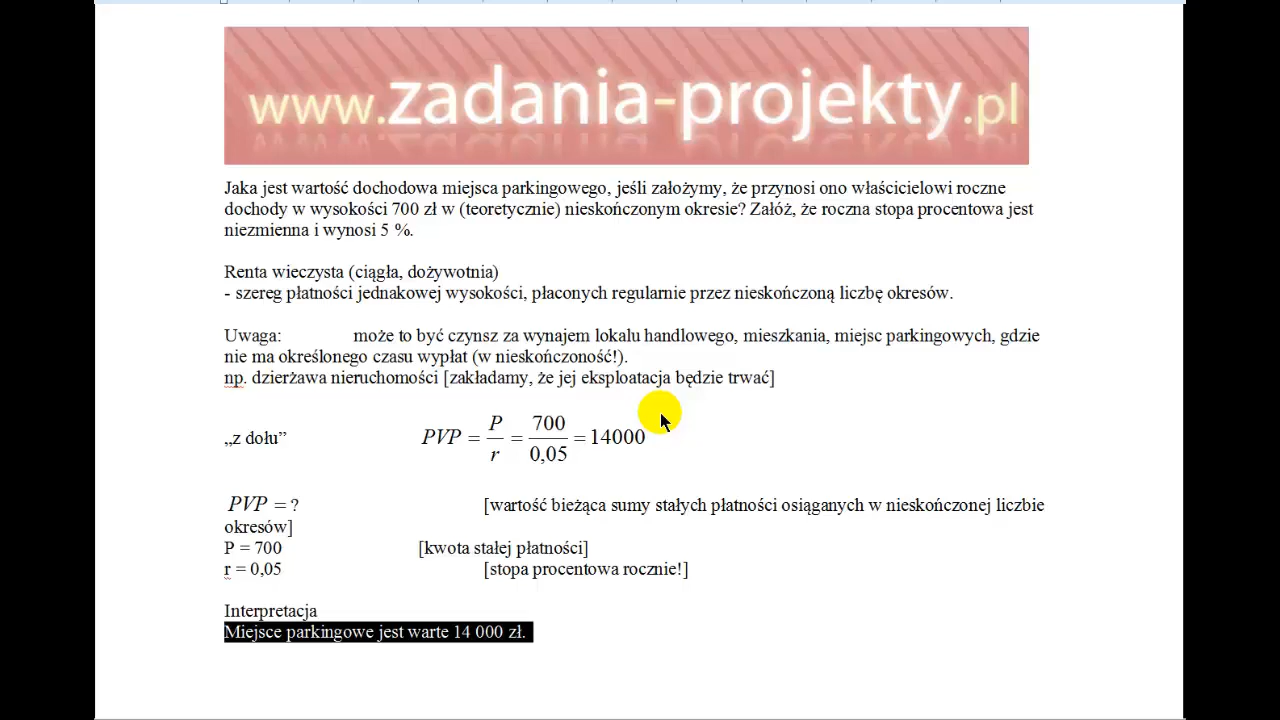 www.zadania-projekty.pl
Jaka jest wartość dochodowa miejsca parkingowego, jeśli założymy, że przynosi ono właścicielowi roczne
dochody w wysokości 700 zł w (teoretycznie) nieskończonym okresie? Załóż, że roczna stopa procentowa jest
niezmienna i wynosi 5 %.
Renta wieczysta (ciągła, dożywotnia)
- szereg płatności jednakowej wysokości, płaconych regularnie przez nieskończoną liczbę okresów.
Uwaga: może to być czynsz za wynajem lokalu handlowego, mieszkania, miejsc parkingowych, gdzie
nie ma określonego czasu wypłat (w nieskończoność!).
np. dzierżawa nieruchomości [zakładamy, że jej eksploatacja będzie trwać]
„z dołu” PVP = P/r = 700/0,05 = 14000
PVP = ? [wartość bieżąca sumy stałych płatności osiąganych w nieskończonej liczbie
okresów]
P = 700 [kwota stałej płatności]
r = 0,05 [stopa procentowa rocznie!]
Interpretacja
Miejsce parkingowe jest warte 14 000 zł.